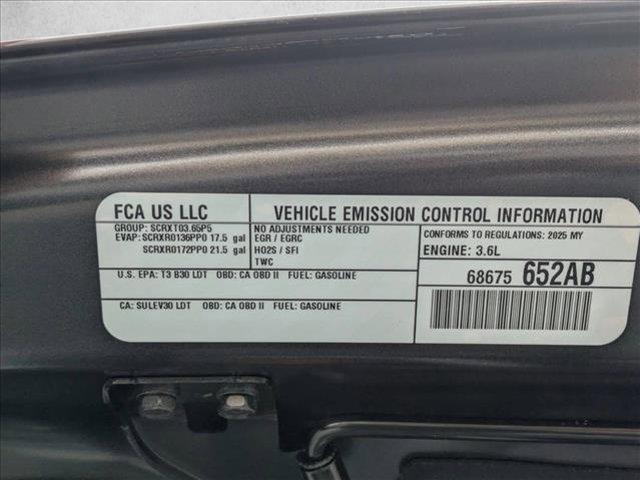 FCA US LLC
GROUP: SCRXT03.65P5
EVAP: SCRXR0136PP0 17.5 gal
SCRXR0172PP0 21.5 gal
VEHICLE EMISSION CONTROL INFORMATION
NO ADJUSTMENTS NEEDED
EGR / EGRC
HO2S / SFI
TWC
CONFORMS TO REGULATIONS: 2025 MY
ENGINE: 3.6L
U.S. EPA: T3 B30 LDT OBD: CA OBD II FUEL: GASOLINE
CA: SULEV30 LDT OBD: CA OBD II FUEL: GASOLINE
68675 652AB